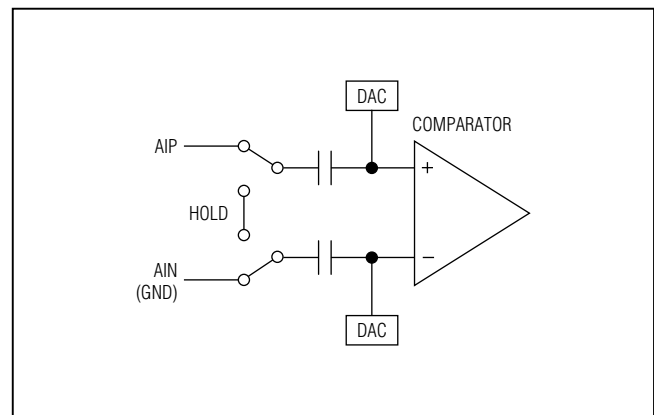 DAC
COMPARATOR
AIP
+
HOLD
AIN
(GND)
−
DAC